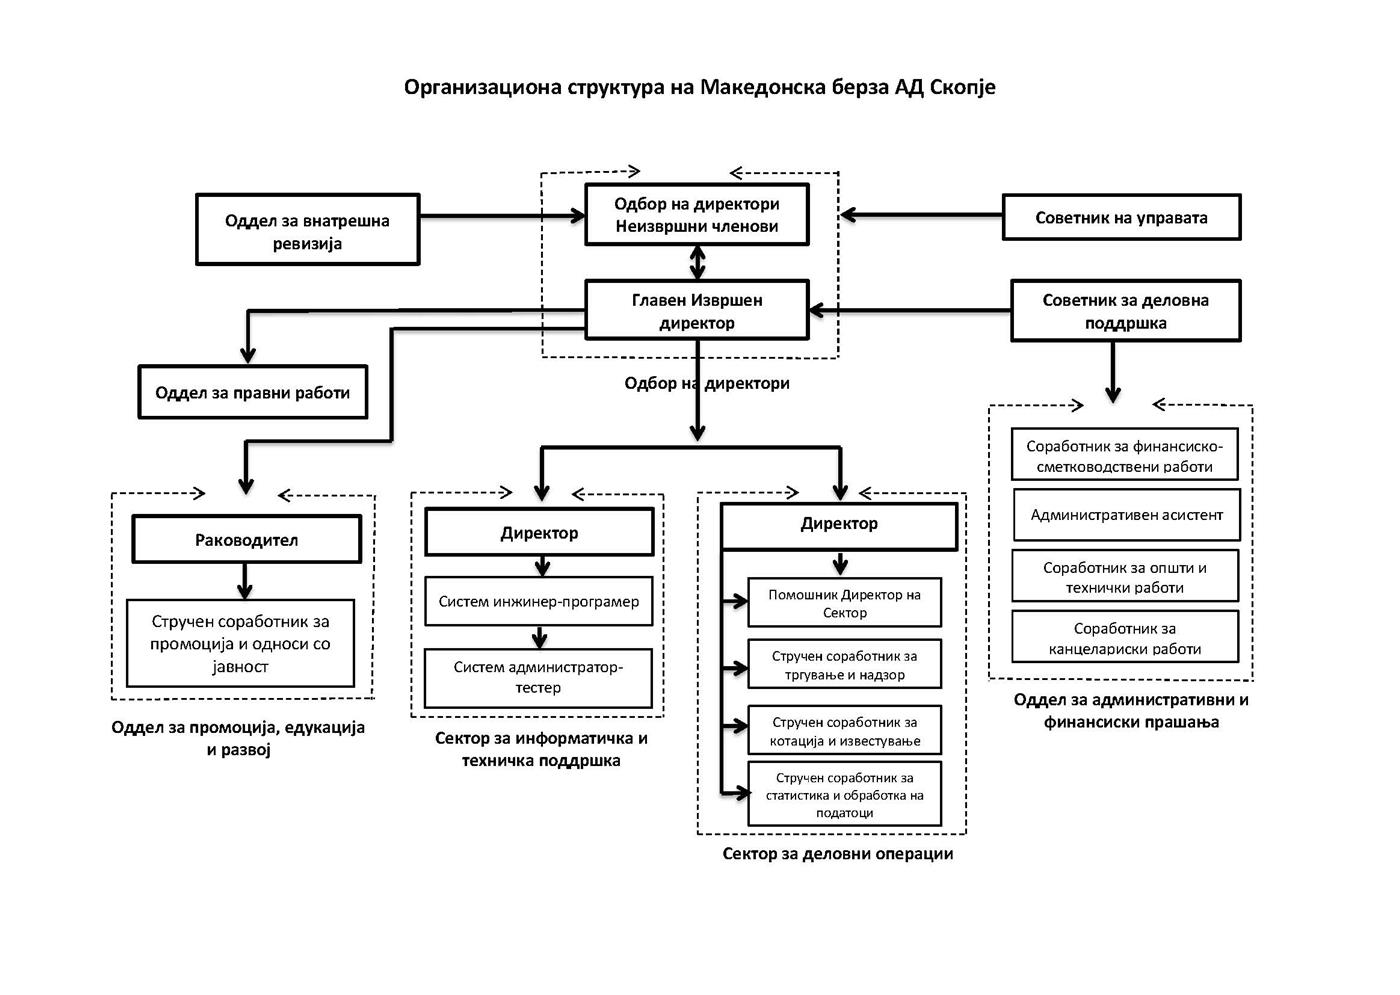 Организациона структура на Македонска берза АД Скопје
Оддел за внатрешна
ревизија
Одбор на директори
Неизвршни членови
Советник на управата
Главен Извршен
директор
Советник за деловна
поддршка
Оддел за правни работи
Одбор на директори
Раководител
Стручен соработник за
промоција и односи со
јавност
Оддел за промоција, едукација
и развој
Директор
Систем инжинер-програмер
Систем администратор-
тестер
Сектор за информатичка и
техничка поддршка
Директор
Помошник Директор на
Сектор
Стручен соработник за
тргување и надзор
Стручен соработник за
котација и известување
Стручен соработник за
статистика и обработка на
податоци
Сектор за деловни операции
Соработник за финансиско-
сметководствени работи
Административен асистент
Соработник за општи и
технички работи
Соработник за
канцелариски работи
Оддел за административни и
финансиски прашања